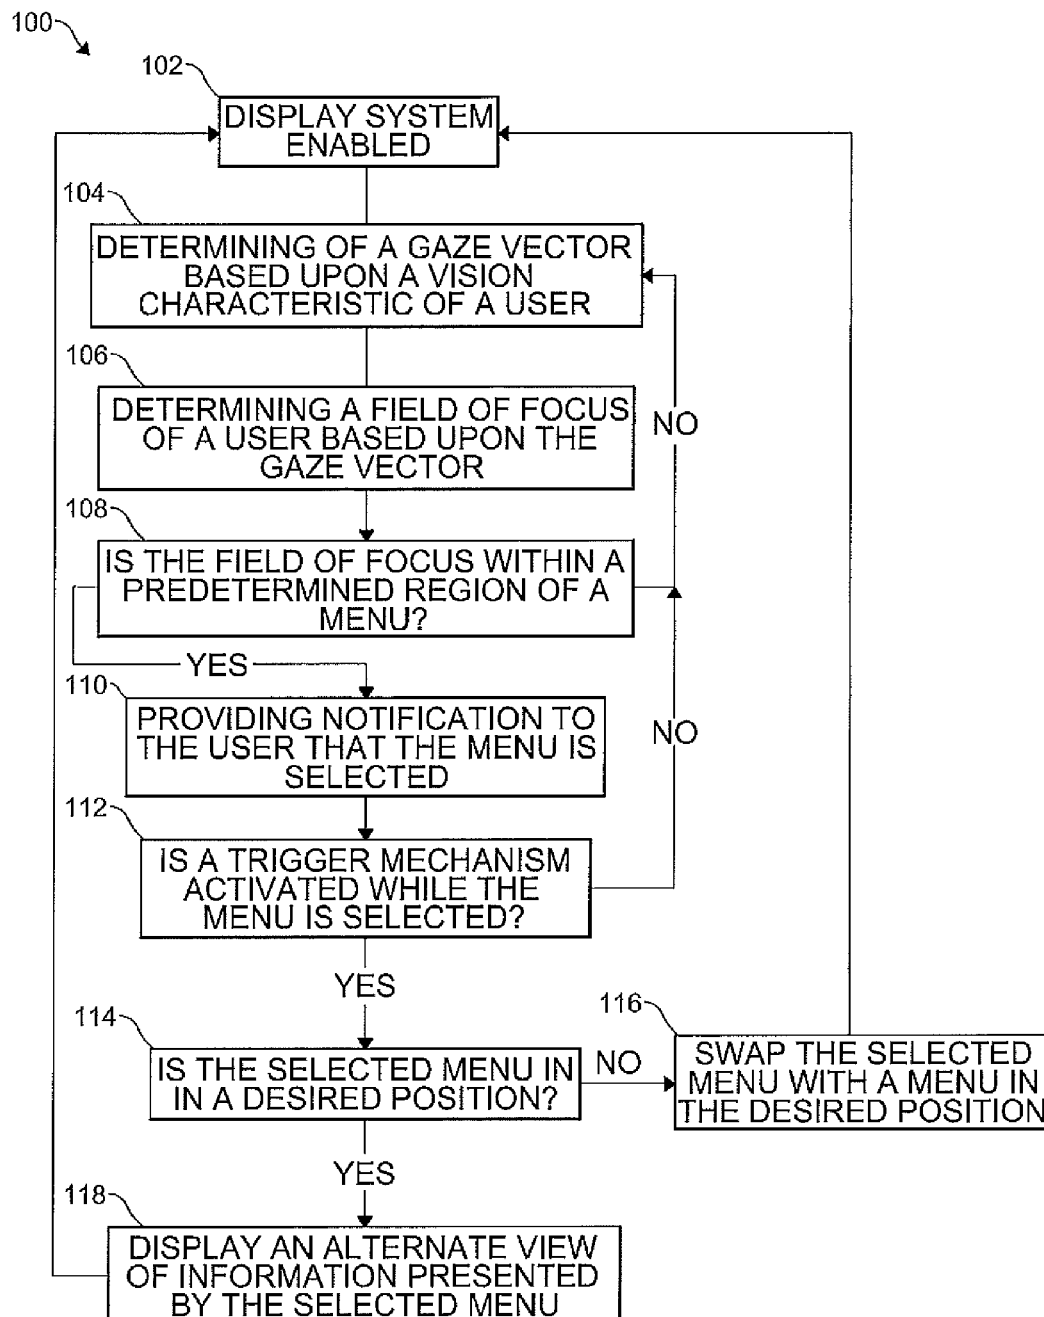 100
102
DISPLAY SYSTEM
ENABLED
104
DETERMINING OF A GAZE VECTOR
BASED UPON A VISION
CHARACTERISTIC OF A USER
106
DETERMINING A FIELD OF FOCUS
OF A USER BASED UPON THE
GAZE VECTOR
NO
108
IS THE FIELD OF FOCUS WITHIN A
PREDETERMINED REGION OF A
MENU?
YES
110
PROVIDING NOTIFICATION TO
THE USER THAT THE MENU IS
SELECTED
NO
112
IS A TRIGGER MECHANISM
ACTIVATED WHILE THE
MENU IS SELECTED?
YES
114
IS THE SELECTED MENU IN
IN A DESIRED POSITION?
NO
116
SWAP THE SELECTED
MENU WITH A MENU IN
THE DESIRED POSITION
YES
118
DISPLAY AN ALTERNATE VIEW
OF INFORMATION PRESENTED
BY THE SELECTED MENU